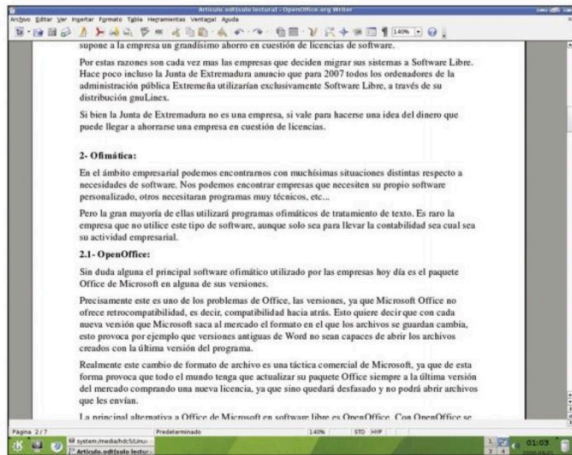 Artículo.odt(solo lectura) - OpenOffice.org Writer
Archivo Editar Ver Insertar Formato Tabla Herramientas Ventana Ayuda
140%
supone a la empresa un grandísimo ahorro en cuestión de licencias de software.
Por estas razones son cada vez mas las empresas que deciden migrar sus sistemas a Software Libre.
Hace poco incluso la Junta de Extremadura anuncio que para 2007 todos los ordenadores de la
administración pública Extremeña utilizarían exclusivamente Software Libre, a través de su
distribución gnuLinex.
Si bien la Junta de Extremadura no es una empresa, si vale para hacerse una idea del dinero que
puede llegar a ahorrarse una empresa en cuestión de licencias.
2- Ofimática:
En el ámbito empresarial podemos encontrarnos con muchísimas situaciones distintas respecto a
necesidades de software. Nos podemos encontrar empresas que necesiten su propio software
personalizado, otros necesitaran programas muy técnicos, etc...
Pero la gran mayoría de ellas utilizará programas ofimáticos de tratamiento de texto. Es raro la
empresa que no utilice este tipo de software, aunque solo sea para llevar la contabilidad sea cual sea
su actividad empresarial.
2.1- OpenOffice:
Sin duda alguna el principal software ofimático utilizado por las empresas hoy día es el paquete
Office de Microsoft en alguna de sus versiones.
Precisamente este es uno de los problemas de Office, las versiones, ya que Microsoft Office no
ofrece retrocompatibilidad, es decir, compatibilidad hacia atrás. Esto quiere decir que con cada
nueva versión que Microsoft saca al mercado el formato en el que los archivos se guardan cambia,
esto provoca por ejemplo que versiones antiguas de Word no sean capaces de abrir los archivos
creados con la última versión del programa.
Realmente este cambio de formato de archivo es una táctica comercial de Microsoft, ya que de esta
forma provoca que todo el mundo tenga que actualizar su paquete Office siempre a la última versión
del mercado comprando una nueva licencia, ya que sino quedará desfasado y no podrá abrir archivos
que les envían.
La principal alternativa a Office de Microsoft en software libre es OpenOffice. Con OpenOffice se
Página 2 / 7 Predeterminado 140% STD HYP
system:/media/hdc5/Linu
Artículo.odt(solo lectur
1 2
3 4
01:03